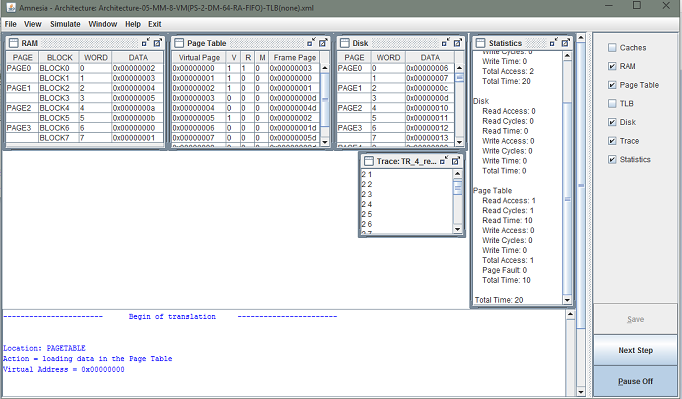 Amnesia - Architecture: Architecture-05-MM-8-VM(PS-2-DM-64-RA-FIFO)-TLB(none).xml
File Simulate Window Help Exit
RAM
PAGE BLOCK WORD DATA
PAGE0 BLOCK0 0 0x00000002
BLOCK1 1 0x00000003
PAGE1 BLOCK2 2 0x00000004
BLOCK3 3 0x00000005
PAGE2 BLOCK4 4 0x0000000a
BLOCK5 5 0x0000000b
PAGE3 BLOCK6 6 0x00000000
BLOCK7 7 0x00000001
Page Table
Virtual Page V R M Frame Page
0x00000000 1 1 0 0x00000003
0x00000001 1 0 0 0x00000000
0x00000002 1 0 0 0x00000001
0x00000003 0 0 0 0x0000000d
0x00000004 0 0 0 0x0000000d
0x00000005 1 0 0 0x00000002
0x00000006 0 0 0 0x0000001d
0x00000007 0 0 0 0x0000005d
Disk
PAGE WORD DATA
PAGE0 0 0x00000006
1 0x00000007
PAGE1 2 0x0000000c
3 0x0000000d
PAGE2 4 0x00000010
5 0x00000011
PAGE3 6 0x00000012
7 0x00000013
Trace: TR_4_re...
2 1
2 2
2 3
2 4
2 5
2 6
2 7
Statistics
Write Cycles: 0
Write Time: 0
Total Access: 2
Total Time: 20
Disk
Read Access: 0
Read Cycles: 0
Read Time: 0
Write Access: 0
Write Cycles: 0
Write Time: 0
Total Access: 0
Total Time: 0
Page Table
Read Access: 1
Read Cycles: 1
Read Time: 10
Write Access: 0
Write Cycles: 0
Write Time: 0
Total Access: 1
Page Fault: 0
Total Time: 10
Total Time: 20
Caches
RAM
Page Table
TLB
Disk
Trace
Statistics
Save
Next Step
Pause Off
----------------------- Begin of translation -----------------------
Location: PAGETABLE
Action = loading data in the Page Table
Virtual Address = 0x00000000